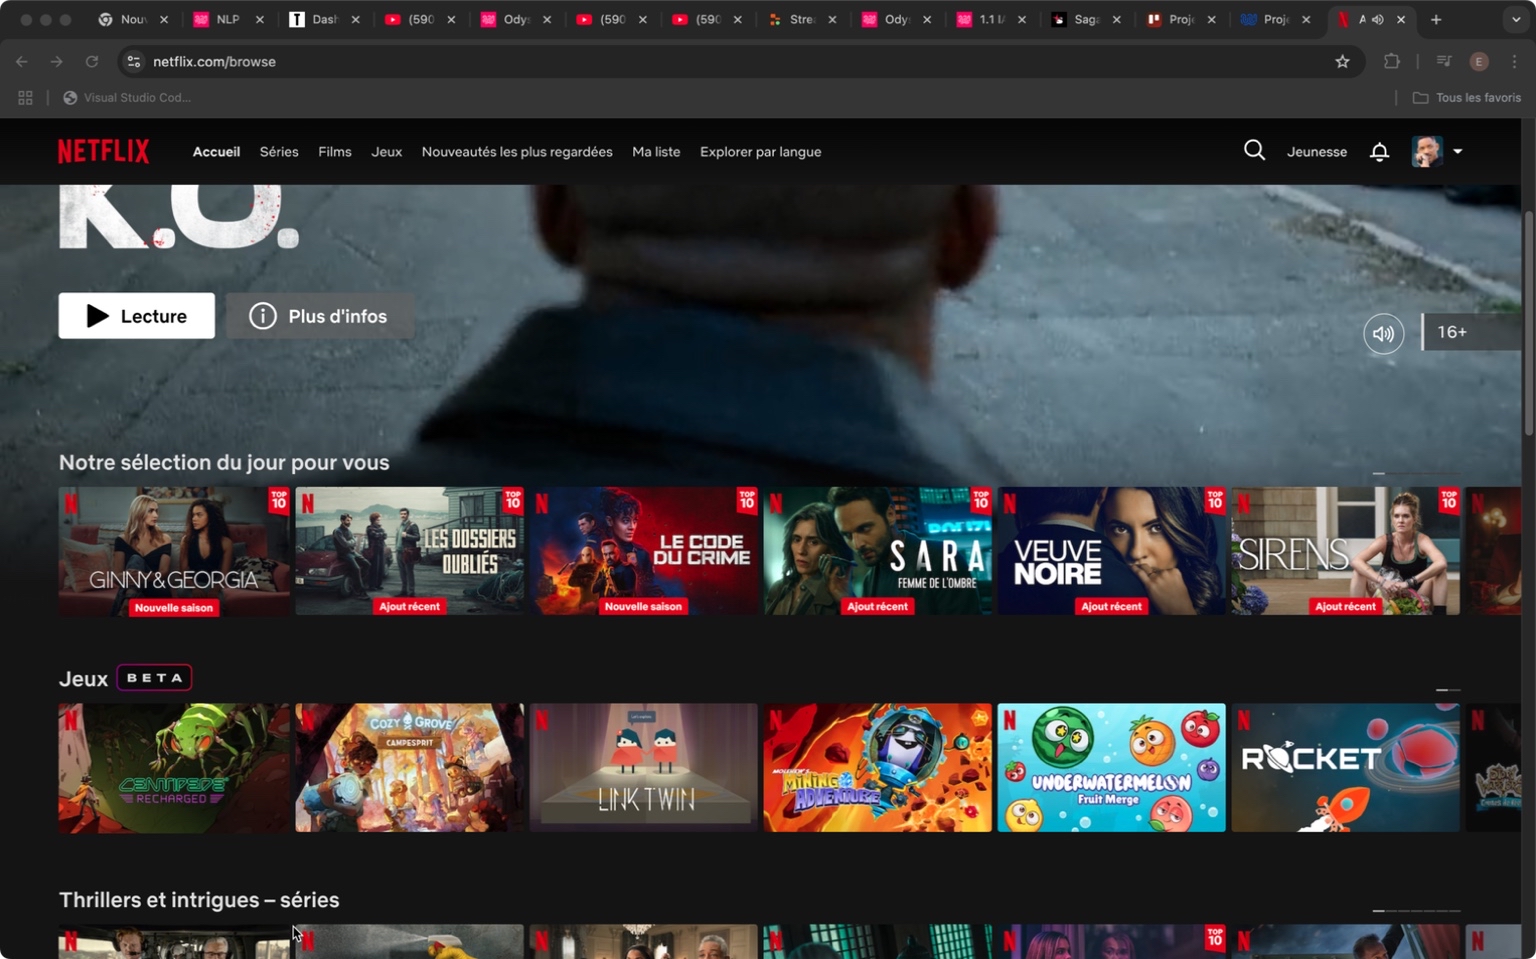 Nouv
NLP
Dash
(590
Odys
(590
(590
Strea
Ody
1.1 I
Saga
Proje
Proje
A
netflix.com/browse
E
Visual Studio Cod...
Tous les favoris
NETFLIX
Accueil
Séries
Films
Jeux
Nouveautés les plus regardées
Ma liste
Explorer par langue
Jeunesse
K.O.
Lecture
Plus d'infos
16+
Notre sélection du jour pour vous
N
TOP
10
GINNY&GEORGIA
Nouvelle saison
N
TOP
10
LES DOSSIERS
OUBLIÉS
Ajout récent
N
TOP
10
LE CODE
DU CRIME
Nouvelle saison
TOP
10
SARA
FEMME DE L'OMBRE
Ajout récent
N
TOP
10
VEUVE
NOIRE
Ajout récent
N
TOP
10
SIRENS
Ajout récent
Jeux BETA
N
CENTIPEDE
RECHARGED
N
COZY GROVE
CAMPESPRIT
N
LINK TWIN
N
MINING
ADVENTURE
N
UNDERWATERMELON
Fruit Merge
N
ROCKET
Thrillers et intrigues – séries
N
N
N
N
N
TOP
10
N
N